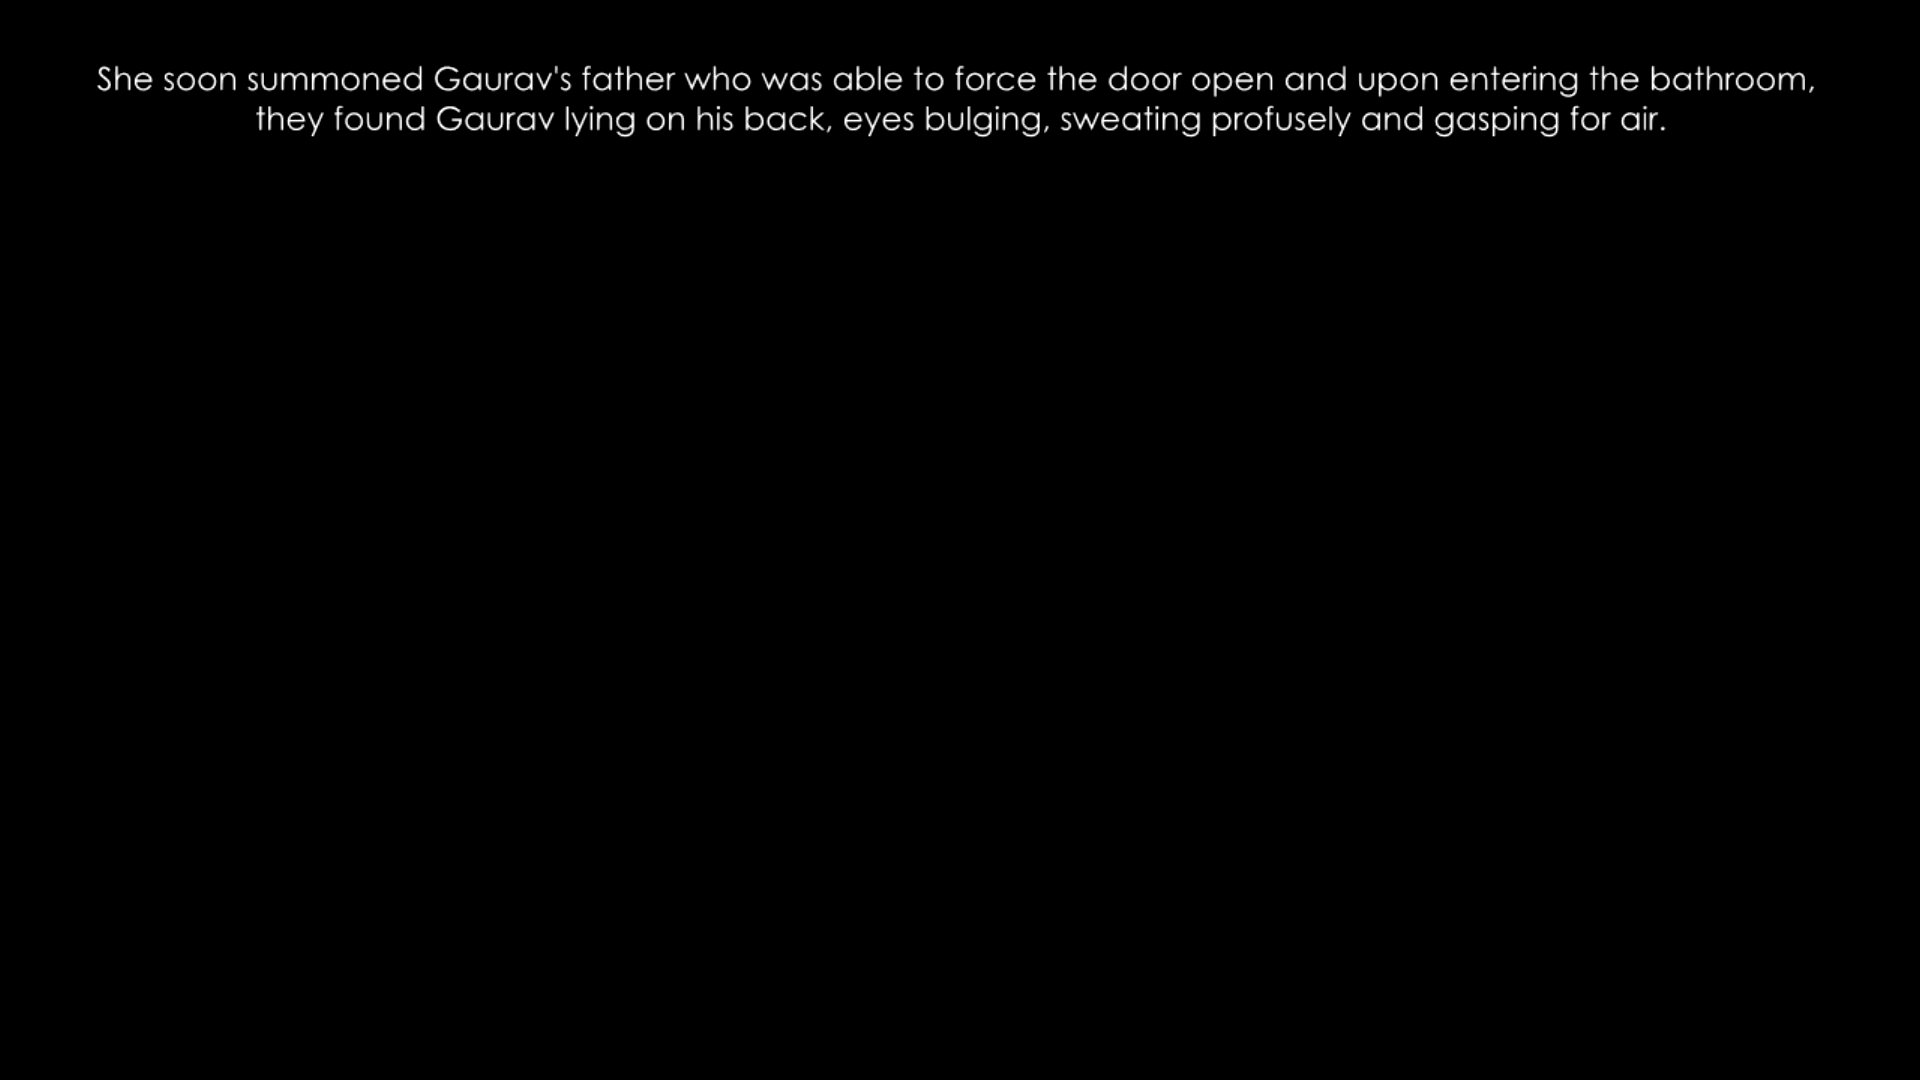 She soon summoned Gaurav's father who was able to force the door open and upon entering the bathroom,
they found Gaurav lying on his back, eyes bulging, sweating profusely and gasping for air.